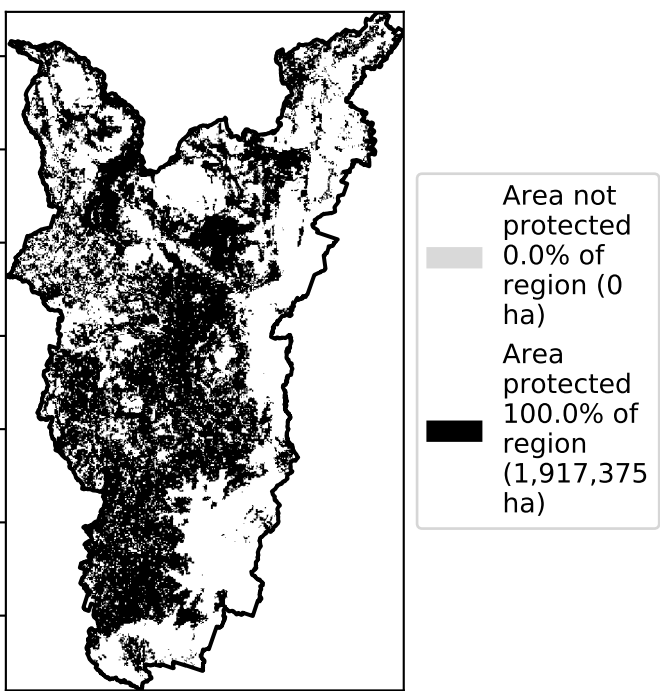 Area not
protected
0.0% of
region (0
ha)
Area
protected
100.0% of
region
(1,917,375
ha)